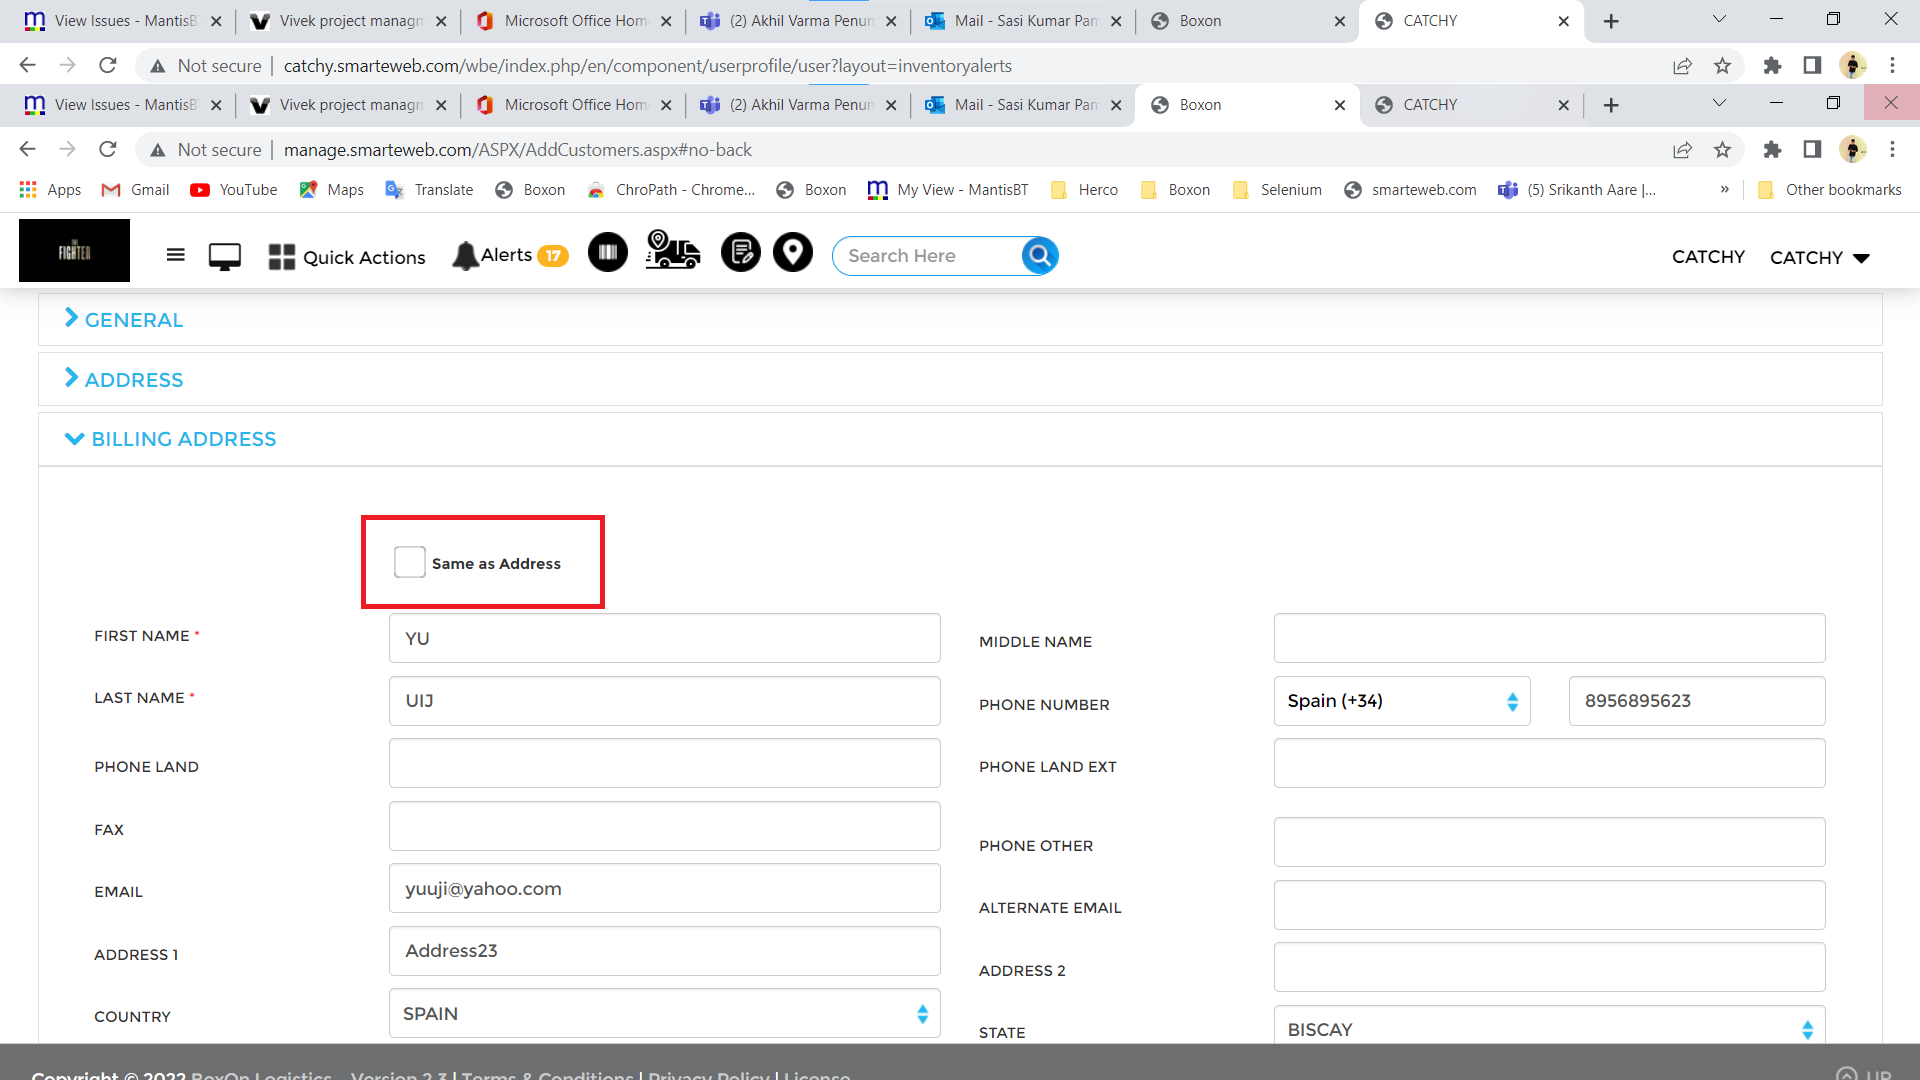 View Issues - MantisB
Vivek project managm
Microsoft Office Hom
(2) Akhil Varma Penum
Mail - Sasi Kumar Pam
Boxon
CATCHY
Not secure | catchy.smarteweb.com/wbe/index.php/en/component/userprofile/user?layout=inventoryalerts
View Issues - MantisB
Vivek project managm
Microsoft Office Hom
(2) Akhil Varma Penum
Mail - Sasi Kumar Pam
Boxon
CATCHY
Not secure | manage.smarteweb.com/ASPX/AddCustomers.aspx#no-back
Apps
Gmail
YouTube
Maps
Translate
Boxon
ChroPath - Chrome...
Boxon
My View - MantisBT
Herco
Boxon
Selenium
smarteweb.com
(5) Srikanth Aare |...
»
Other bookmarks
THE
FIGHTER
Quick Actions
Alerts 17
Search Here
CATCHY
CATCHY
GENERAL
ADDRESS
BILLING ADDRESS
Same as Address
FIRST NAME *
YU
MIDDLE NAME
LAST NAME *
UIJ
PHONE NUMBER
Spain (+34)
8956895623
PHONE LAND
PHONE LAND EXT
FAX
PHONE OTHER
EMAIL
yuuji@yahoo.com
ALTERNATE EMAIL
ADDRESS 1
Address23
ADDRESS 2
COUNTRY
SPAIN
STATE
BISCAY
Copyright © 2022 BoxOn Logistics Version 2.3 | Terms & Conditions | Privacy Policy | License
UP